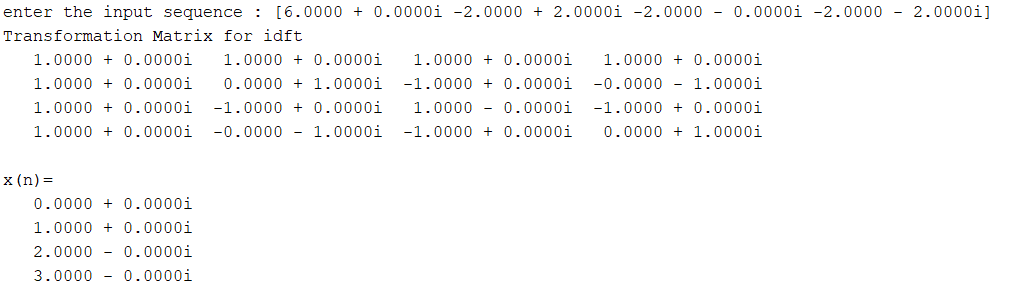 enter the input sequence : [6.0000 + 0.0000i -2.0000 + 2.0000i -2.0000 - 0.0000i -2.0000 - 2.0000i]
Transformation Matrix for idft
1.0000 + 0.0000i 1.0000 + 0.0000i 1.0000 + 0.0000i 1.0000 + 0.0000i
1.0000 + 0.0000i 0.0000 + 1.0000i -1.0000 + 0.0000i -0.0000 - 1.0000i
1.0000 + 0.0000i -1.0000 + 0.0000i 1.0000 - 0.0000i -1.0000 + 0.0000i
1.0000 + 0.0000i -0.0000 - 1.0000i -1.0000 + 0.0000i 0.0000 + 1.0000i
x(n)=
0.0000 + 0.0000i
1.0000 + 0.0000i
2.0000 - 0.0000i
3.0000 - 0.0000i